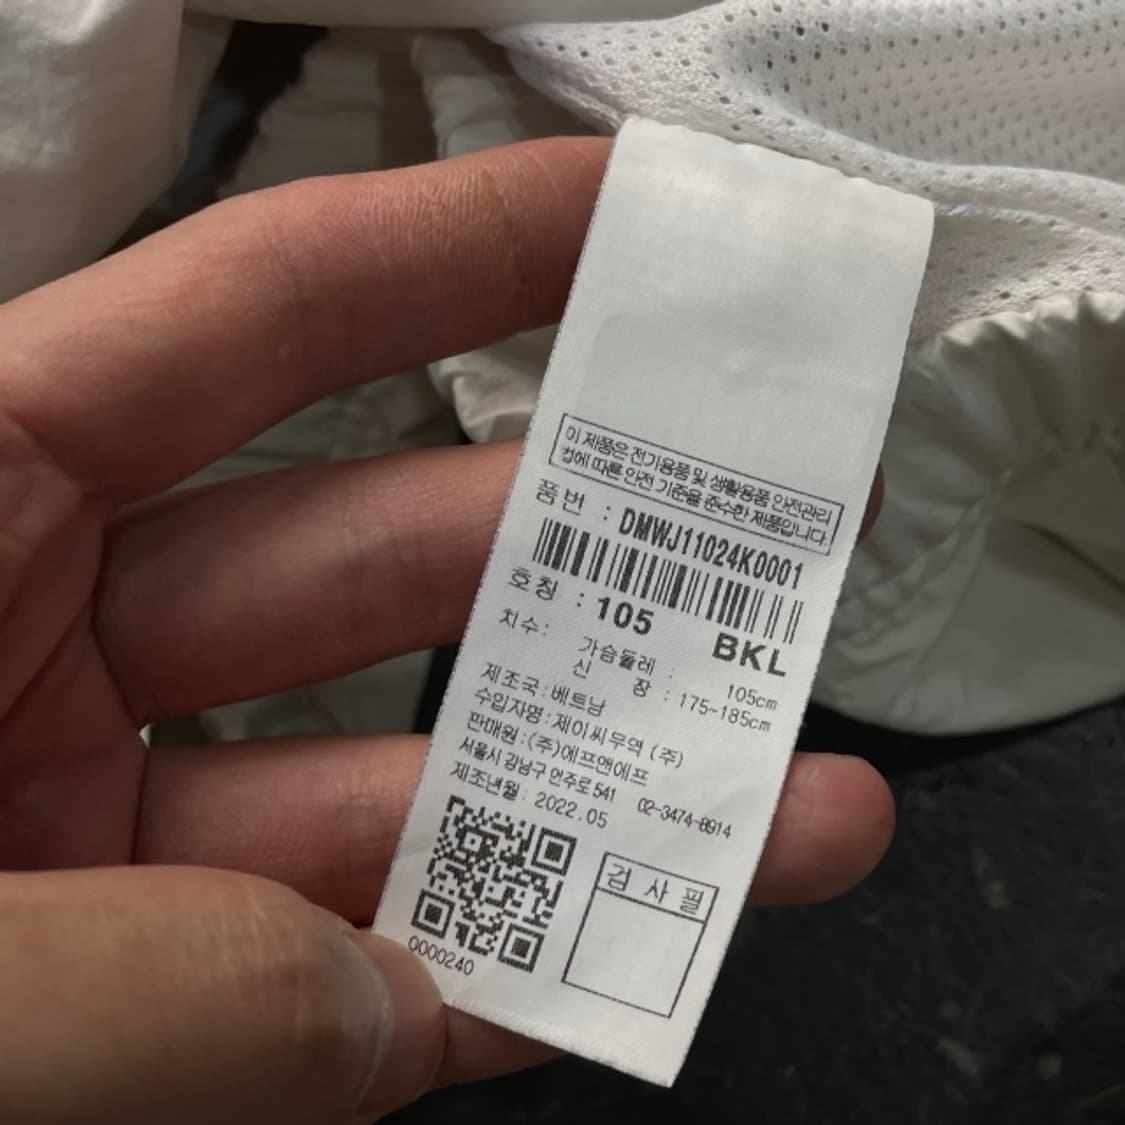 이 제품은 전기용품 및 생활용품 안전관리
법에 따른 안전 기준을 준수한 제품입니다.
품번 : DMWJ11024K0001
호칭 : 105 BKL
치수: 가슴둘레 : 105cm
신 장 : 175~185cm
제조국:베트남
수입자명:제이씨무역 (주)
판매원:(주)에프앤에프
서울시 강남구 언주로 541 02-3474-8914
제조년월: 2022.05
0000240
검 사 필